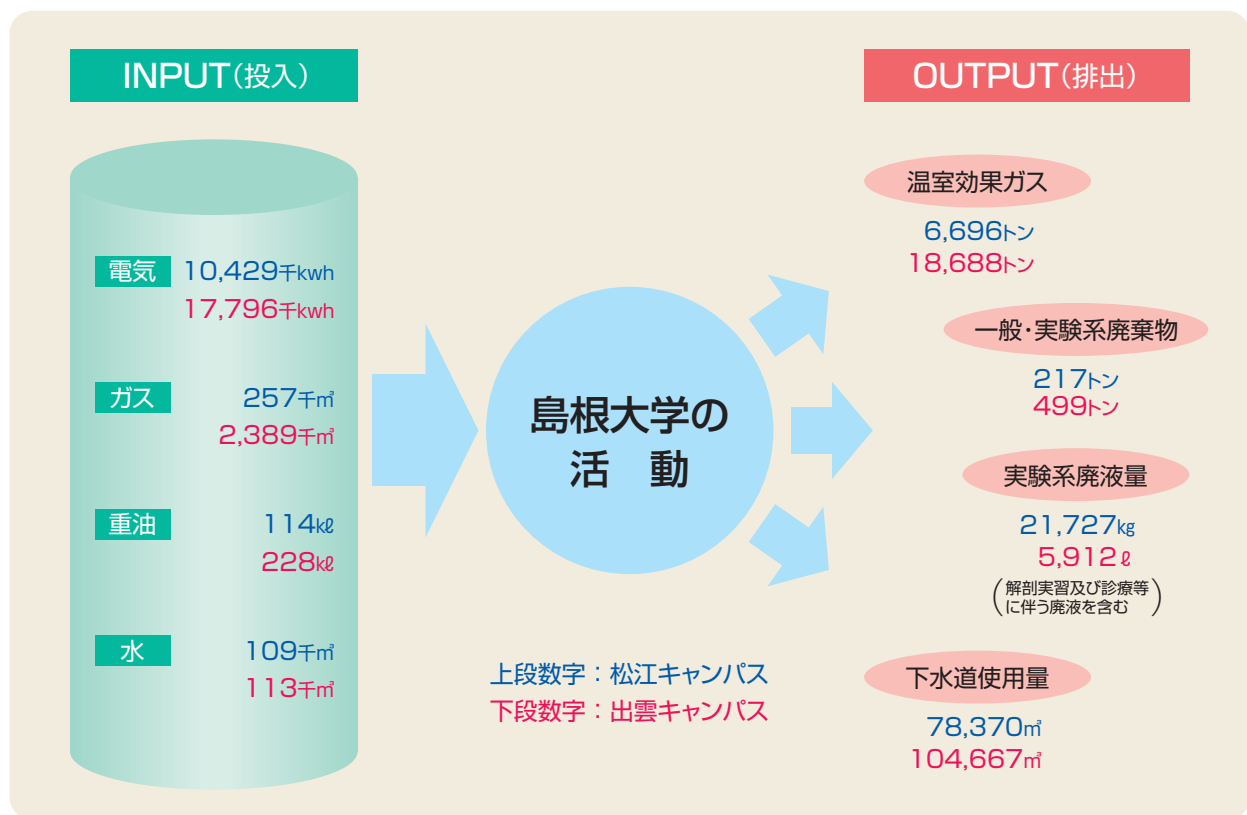 INPUT(投入)
電気 10,429千kwh
17,796千kwh
ガス 257千㎥
2,389千㎥
重油 114kℓ
228kℓ
水 109千㎥
113千㎥
島根大学の
活 動
上段数字：松江キャンパス
下段数字：出雲キャンパス
OUTPUT(排出)
温室効果ガス
6,696トン
18,688トン
一般・実験系廃棄物
217トン
499トン
実験系廃液量
21,727kg
5,912ℓ
(解剖実習及び診療等
に伴う廃液を含む)
下水道使用量
78,370㎥
104,667㎥